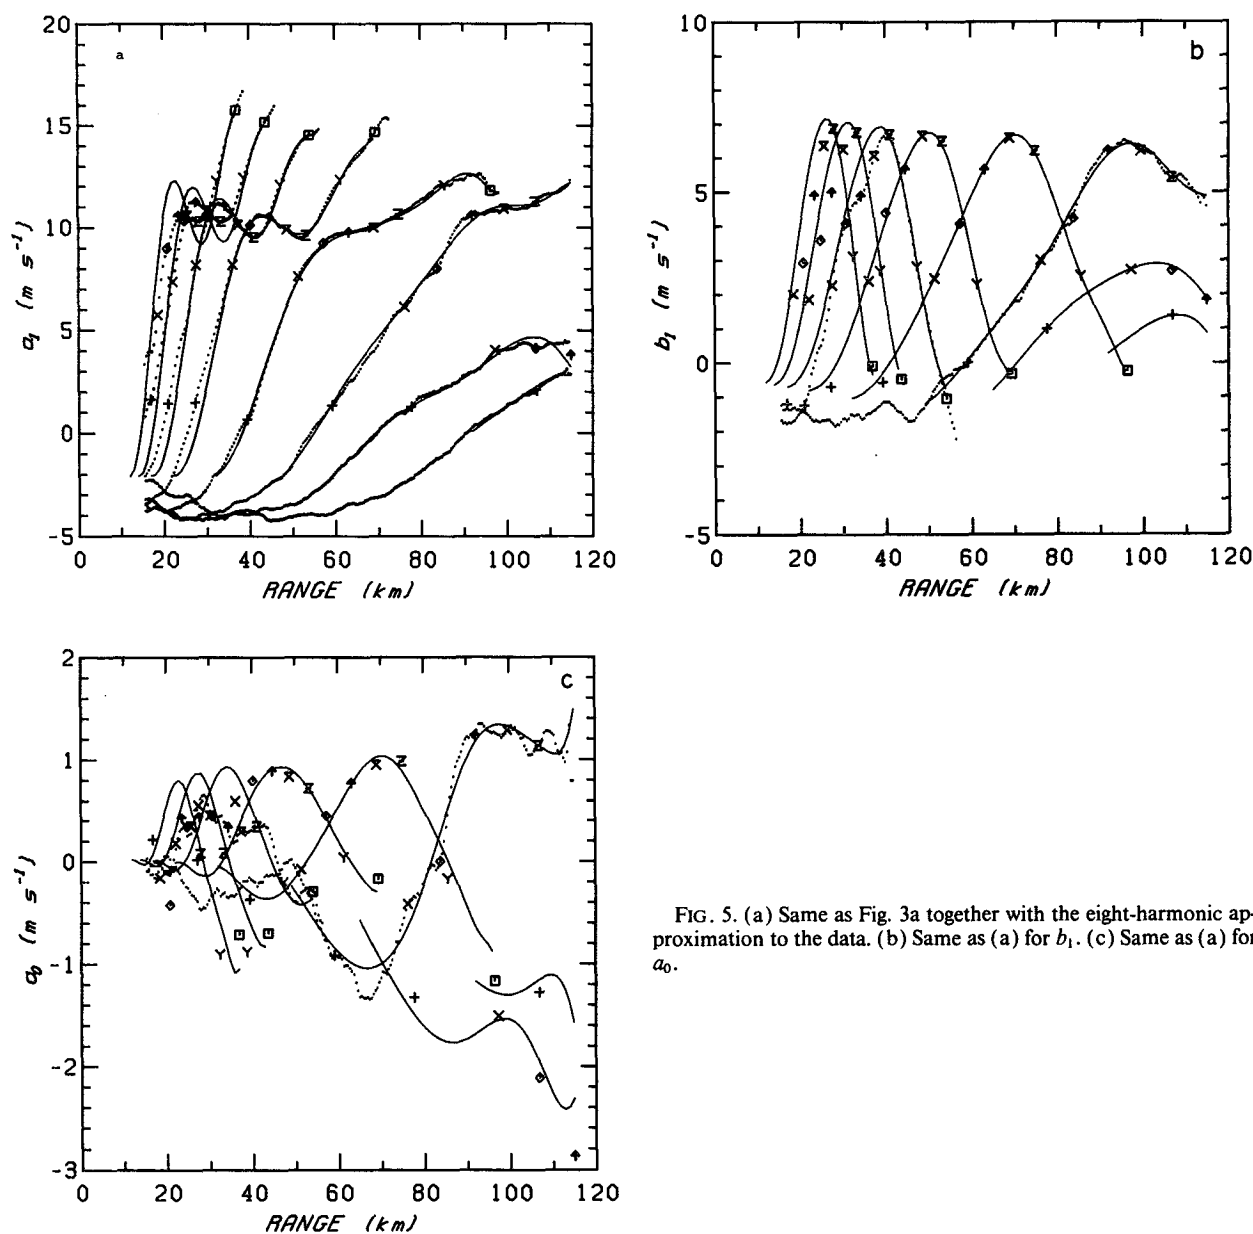 20
15
10
5
0
-5
a
a₁ (m s⁻¹)
0 20 40 60 80 100 120
RANGE (km)
10
5
0
-5
b
b₁ (m s⁻¹)
20 40 60 80 100 120
RANGE (km)
2
1
0
-1
-2
-3
c
a₀ (m s⁻¹)
0 20 40 60 80 100 120
RANGE (km)
FIG. 5. (a) Same as Fig. 3a together with the eight-harmonic ap-
proximation to the data. (b) Same as (a) for b₁. (c) Same as (a) for
a₀.